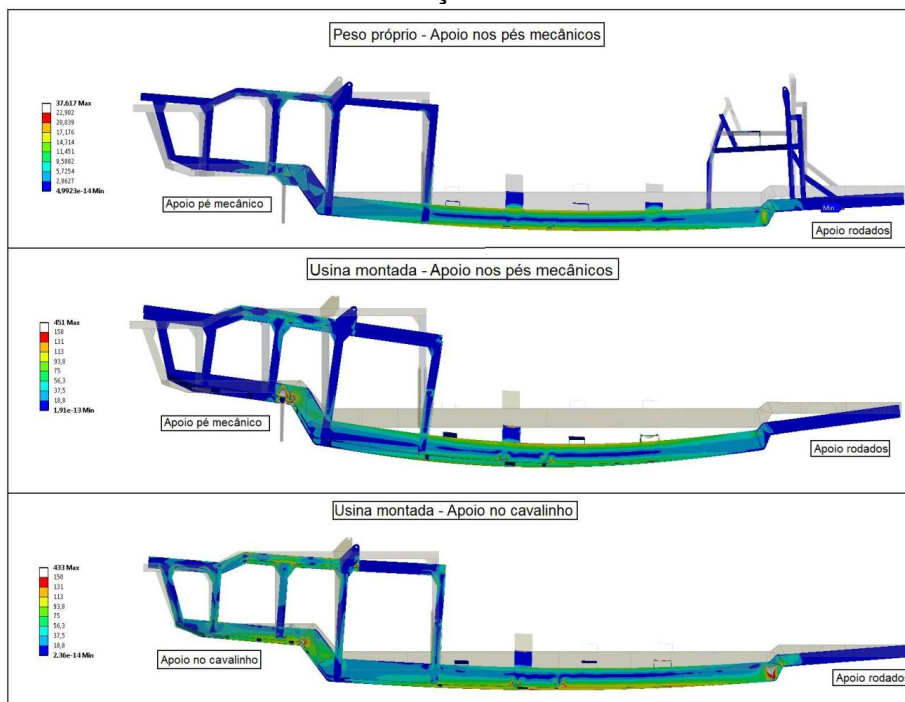 Peso próprio - Apoio nos pés mecânicos
37,617 Max
22,902
20,039
17,176
14,314
11,451
8,5882
5,7254
2,8627
4,9923e-14 Min
Apoio pé mecânico
Min
Apoio rodados
Usina montada - Apoio nos pés mecânicos
451 Max
150
131
113
93,8
75
56,3
37,5
18,8
1,91e-13 Min
Apoio pé mecânico
Apoio rodados
Usina montada - Apoio no cavalinho
433 Max
150
131
113
93,8
75
56,3
37,5
18,8
2,36e-14 Min
Apoio no cavalinho
Apoio rodados